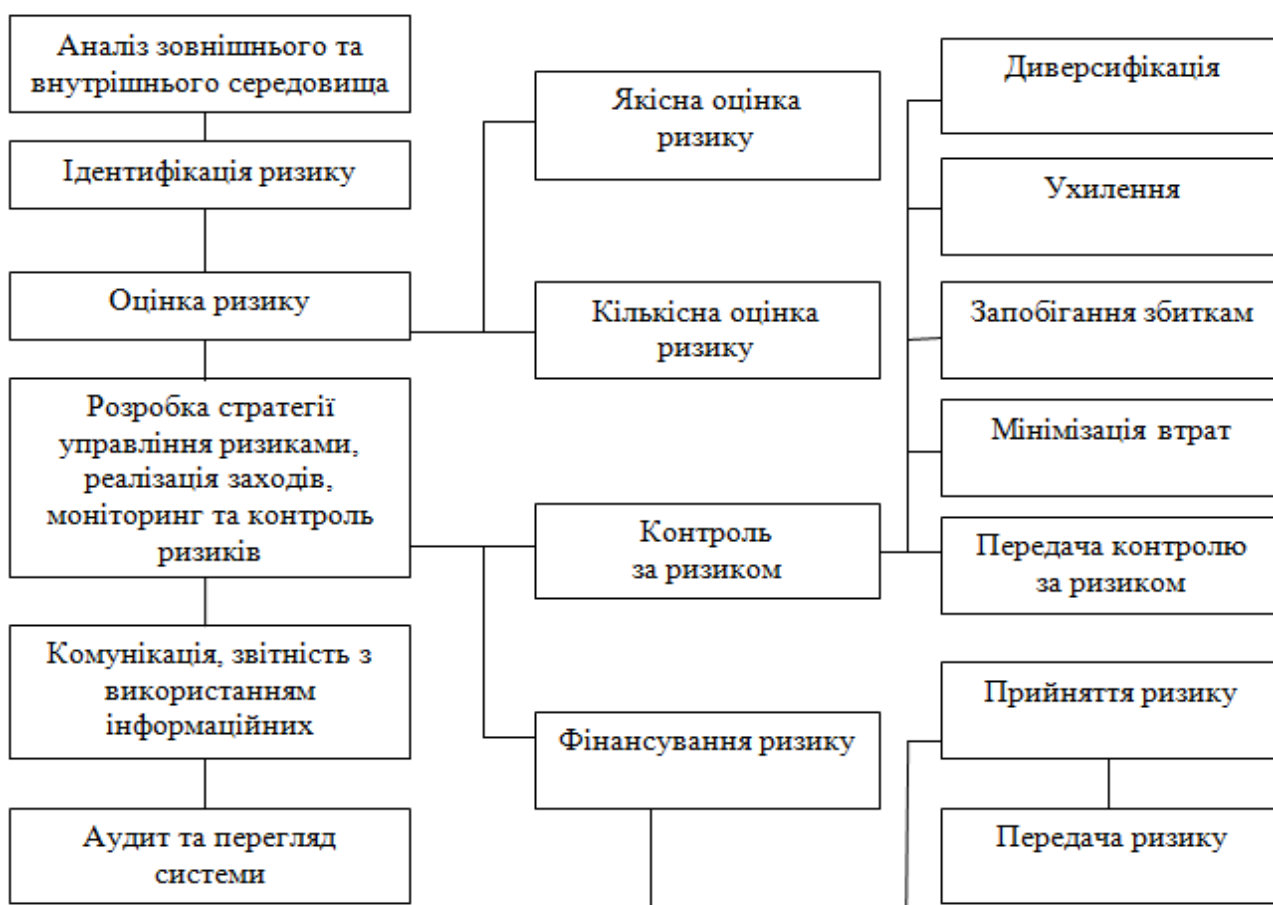 Аналіз зовнішнього та
внутрішнього середовища
Ідентифікація ризику
Оцінка ризику
Розробка стратегії
управління ризиками,
реалізація заходів,
моніторинг та контроль
ризиків
Комунікація, звітність з
використанням
інформаційних
Аудит та перегляд
системи
Якісна оцінка
ризику
Кількісна оцінка
ризику
Контроль
за ризиком
Фінансування ризику
Диверсифікація
Ухилення
Запобігання збиткам
Мінімізація втрат
Передача контролю
за ризиком
Прийняття ризику
Передача ризику